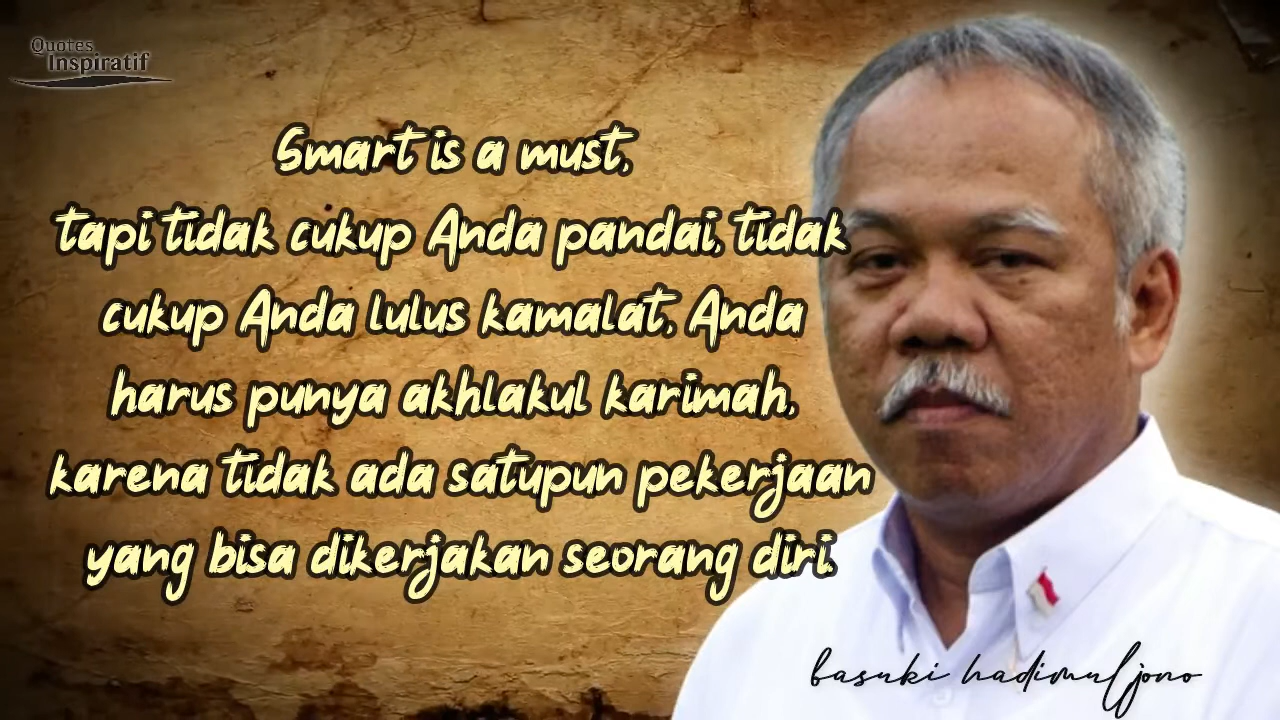 Quotes
Inspiratif
Smart is a must,
tapi tidak cukup Anda pandai, tidak
cukup Anda lulus kamalat, Anda
harus punya akhlakul karimah,
karena tidak ada satupun pekerjaan
yang bisa dikerjakan seorang diri.
basuki hadimuljono